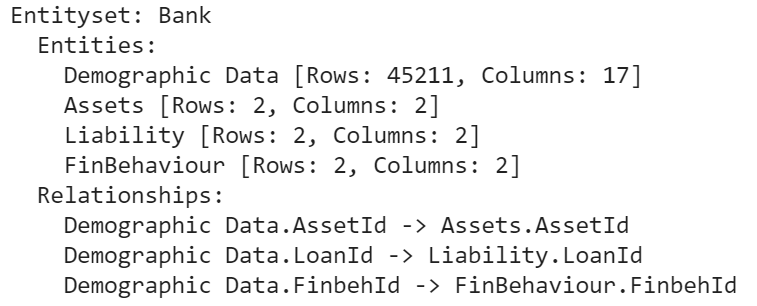 Entityset: Bank
Entities:
Demographic Data [Rows: 45211, Columns: 17]
Assets [Rows: 2, Columns: 2]
Liability [Rows: 2, Columns: 2]
FinBehaviour [Rows: 2, Columns: 2]
Relationships:
Demographic Data.AssetId -> Assets.AssetId
Demographic Data.LoanId -> Liability.LoanId
Demographic Data.FinbehId -> FinBehaviour.FinbehId